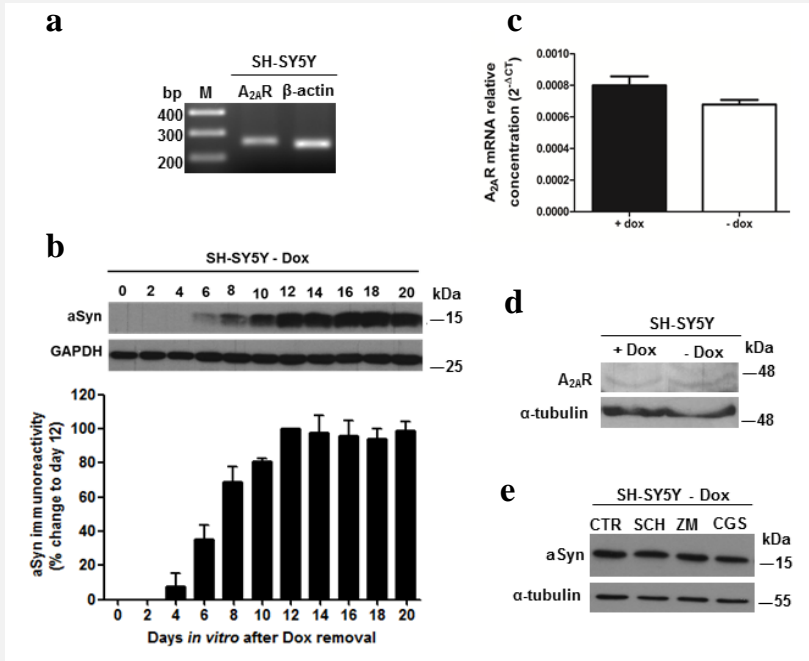 a
SH-SY5Y
bp M A2AR β-actin
400
300
200
b
SH-SY5Y - Dox
0 2 4 6 8 10 12 14 16 18 20 kDa
aSyn —15
GAPDH
—25
aSyn immunoreactivity
(% change to day 12)
120
100
80
60
40
20
0
0 2 4 6 8 10 12 14 16 18 20
Days in vitro after Dox removal
c
A2AR mRNA relative
concentration (2-ΔCT)
0.0010
0.0008
0.0006
0.0004
0.0002
0.0000
+ dox - dox
d
SH-SY5Y
+ Dox - Dox kDa
A2AR —48
α-tubulin —48
e
SH-SY5Y - Dox
CTR SCH ZM CGS kDa
aSyn —15
α-tubulin —55